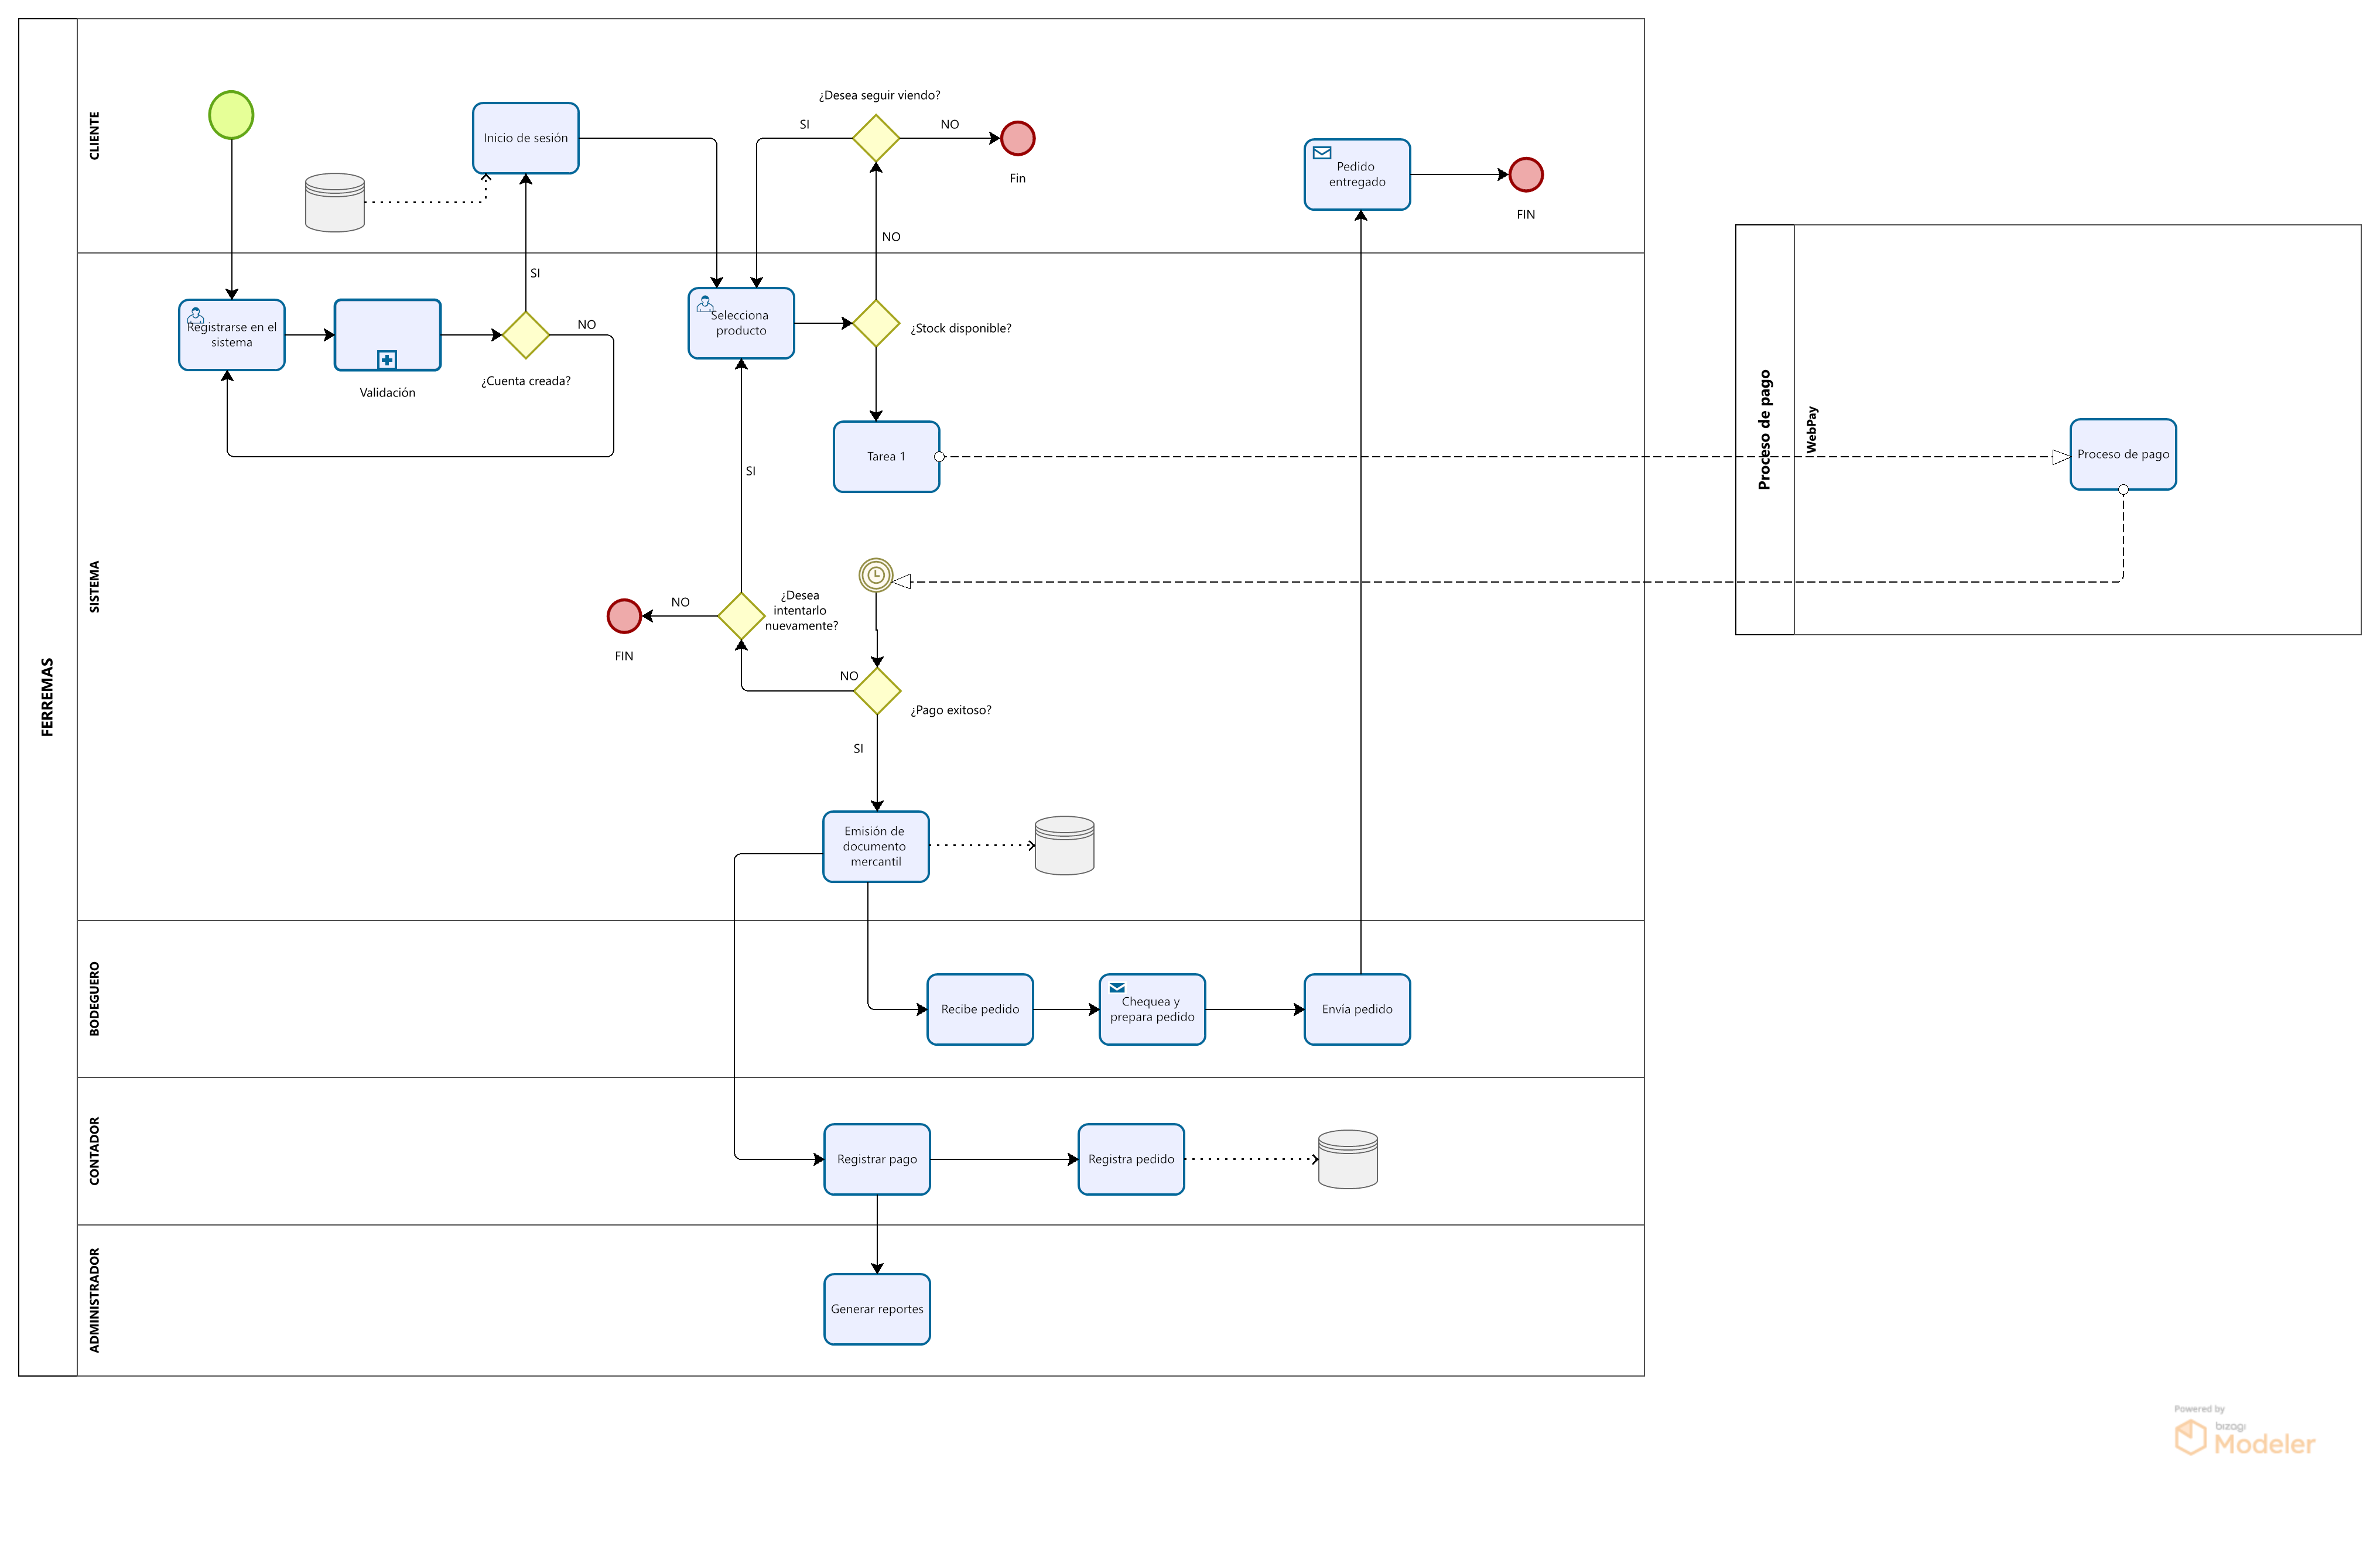 FERREMAS
CLIENTE
Inicio de sesión
¿Desea seguir viendo?
SI
NO
Fin
Pedido
entregado
FIN
NO
SISTEMA
SI
Registrarse en el
sistema
Validación
NO
¿Cuenta creada?
Selecciona
producto
¿Stock disponible?
Tarea 1
SI
¿Desea
intentarlo
nuevamente?
NO
FIN
NO
¿Pago exitoso?
SI
Emisión de
documento
mercantil
BODEGUERO
Recibe pedido
Chequea y
prepara pedido
Envía pedido
CONTADOR
Registrar pago
Registra pedido
ADMINISTRADOR
Generar reportes
Proceso de pago
WebPay
Proceso de pago
Powered by
bizagi
Modeler